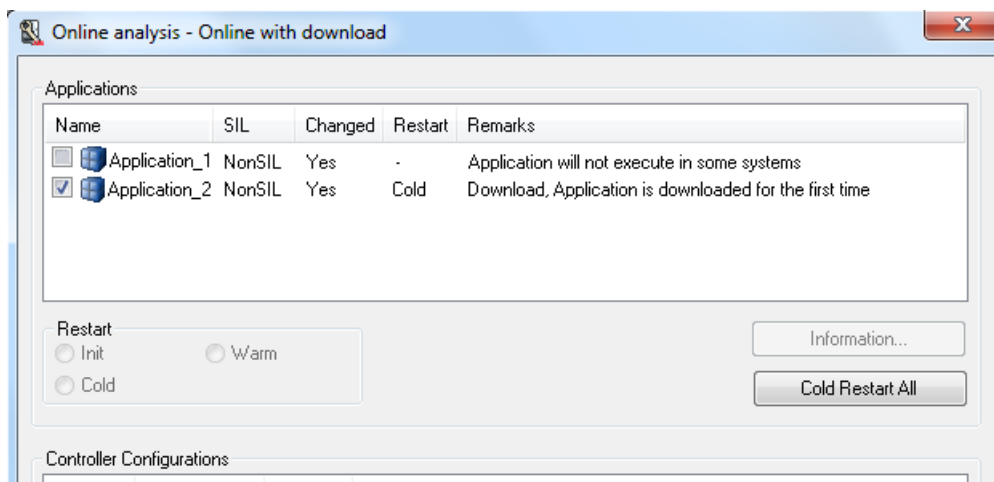 Online analysis - Online with download
Applications
Name SIL Changed Restart Remarks
Application_1 NonSIL Yes - Application will not execute in some systems
Application_2 NonSIL Yes Cold Download, Application is downloaded for the first time
Restart
Init Warm
Information...
Cold
Cold Restart All
Controller Configurations